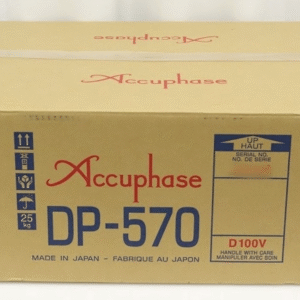 Accuphase
Accuphase
DP-570
MADE IN JAPAN - FABRIQUE AU JAPON
25
kg
UP
HAUT
SERIAL NO.
NO. DE SERIE
D100V
HANDLE WITH CARE
MANIPULER AVEC SOIN